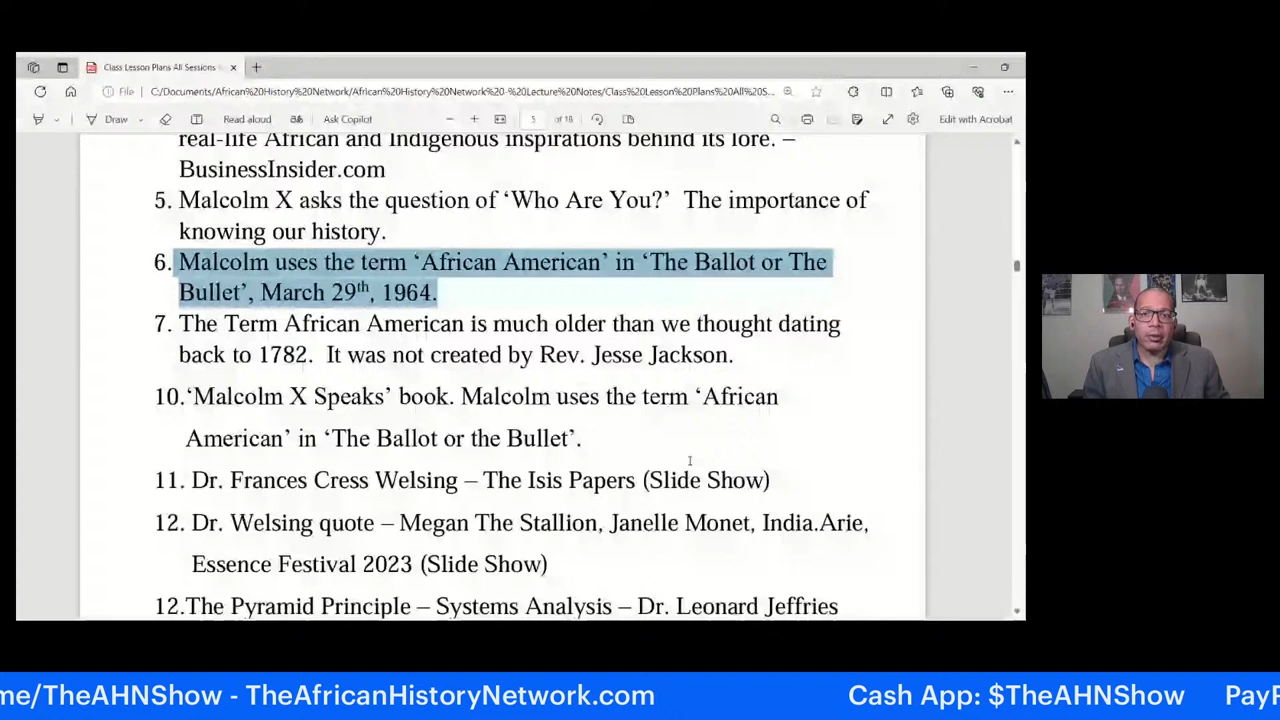 Class Lesson Plans All Sessions
File
C:/Documents/African%20History%20Network/African%20History%20Network%20-%20Lecture%20Notes/Class%20Lesson%20Plans%20All%20S...
Draw
Read aloud
Ask Copilot
5 of 18
Edit with Acrobat
real-life African and Indigenous inspirations behind its lore. –
BusinessInsider.com
5. Malcolm X asks the question of ‘Who Are You?’ The importance of
knowing our history.
6. Malcolm uses the term ‘African American’ in ‘The Ballot or The
Bullet’, March 29th, 1964.
7. The Term African American is much older than we thought dating
back to 1782. It was not created by Rev. Jesse Jackson.
10.‘Malcolm X Speaks’ book. Malcolm uses the term ‘African
American’ in ‘The Ballot or the Bullet’.
11. Dr. Frances Cress Welsing – The Isis Papers (Slide Show)
12. Dr. Welsing quote – Megan The Stallion, Janelle Monet, India.Arie,
Essence Festival 2023 (Slide Show)
12.The Pyramid Principle – Systems Analysis – Dr. Leonard Jeffries
me/TheAHNShow - TheAfricanHistoryNetwork.com
Cash App: $TheAHNShow
PayP